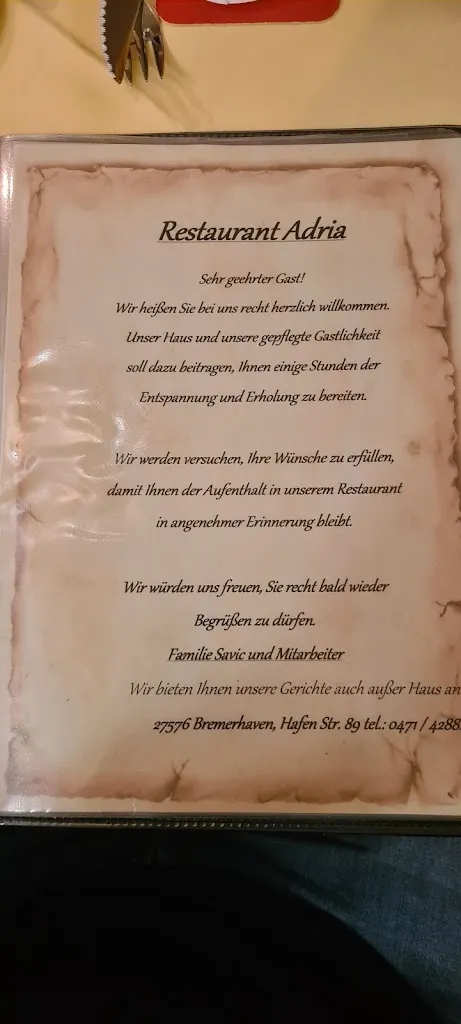 Restaurant Adria
Sehr geehrter Gast!
Wir heißen Sie bei uns recht herzlich willkommen.
Unser Haus und unsere gepflegte Gastlichkeit
soll dazu beitragen, Ihnen einige Stunden der
Entspannung und Erholung zu bereiten.
Wir werden versuchen, Ihre Wünsche zu erfüllen,
damit Ihnen der Aufenthalt in unserem Restaurant
in angenehmer Erinnerung bleibt.
Wir würden uns freuen, Sie recht bald wieder
Begrüßen zu dürfen.
Familie Savic und Mitarbeiter
Wir bieten Ihnen unsere Gerichte auch außer Haus an
27576 Bremerhaven, Hafen Str. 89 tel.: 0471 / 4288